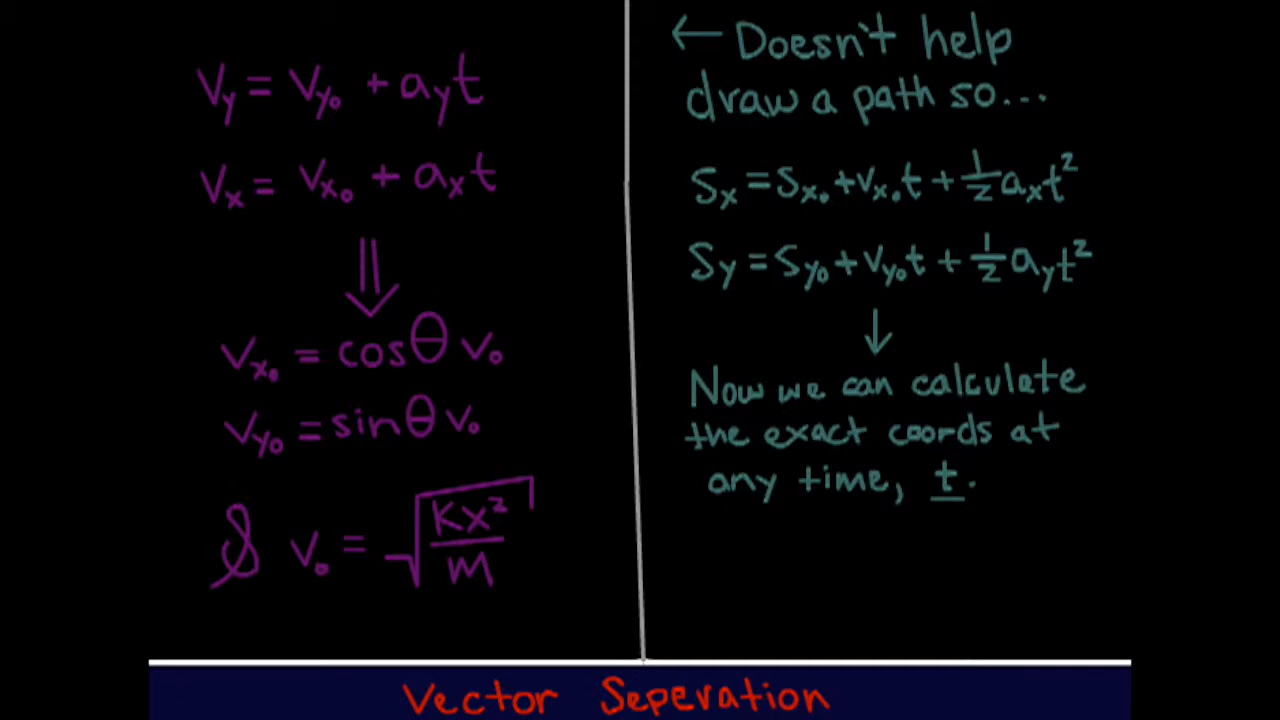 Vy = Vy₀ + ayt
Vx = Vx₀ + axt
⇓
Vx₀ = cosθ v₀
Vy₀ = sinθ v₀
& v₀ = √(Kx²/m)
← Doesn't help
draw a path so...
Sx = Sx₀ + vx₀t + ½axt²
Sy = Sy₀ + vy₀t + ½ayt²
↓
Now we can calculate
the exact coords at
any time, t.
Vector Seperation